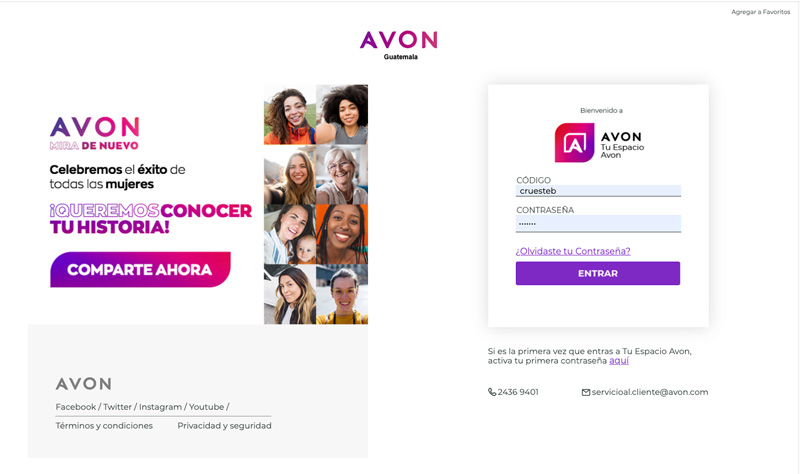 Agregar a Favoritos
AVON
Guatemala
AVON
MIRA DE NUEVO
Celebremos el éxito de
todas las mujeres
¡QUEREMOS CONOCER
TU HISTORIA!
COMPARTE AHORA
Bienvenido a
AVON
Tu Espacio
Avon
CÓDIGO
cruesteb
CONTRASEÑA
•••••••
¿Olvidaste tu Contraseña?
ENTRAR
Si es la primera vez que entras a Tu Espacio Avon,
activa tu primera contraseña aquí
2436 9401
servicioal.cliente@avon.com
AVON
Facebook / Twitter / Instagram / Youtube /
Términos y condiciones Privacidad y seguridad